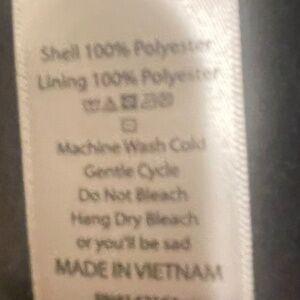 Shell 100% Polyester
Lining 100% Polyester
Machine Wash Cold
Gentle Cycle
Do Not Bleach
Hang Dry Bleach
or you'll be sad
MADE IN VIETNAM